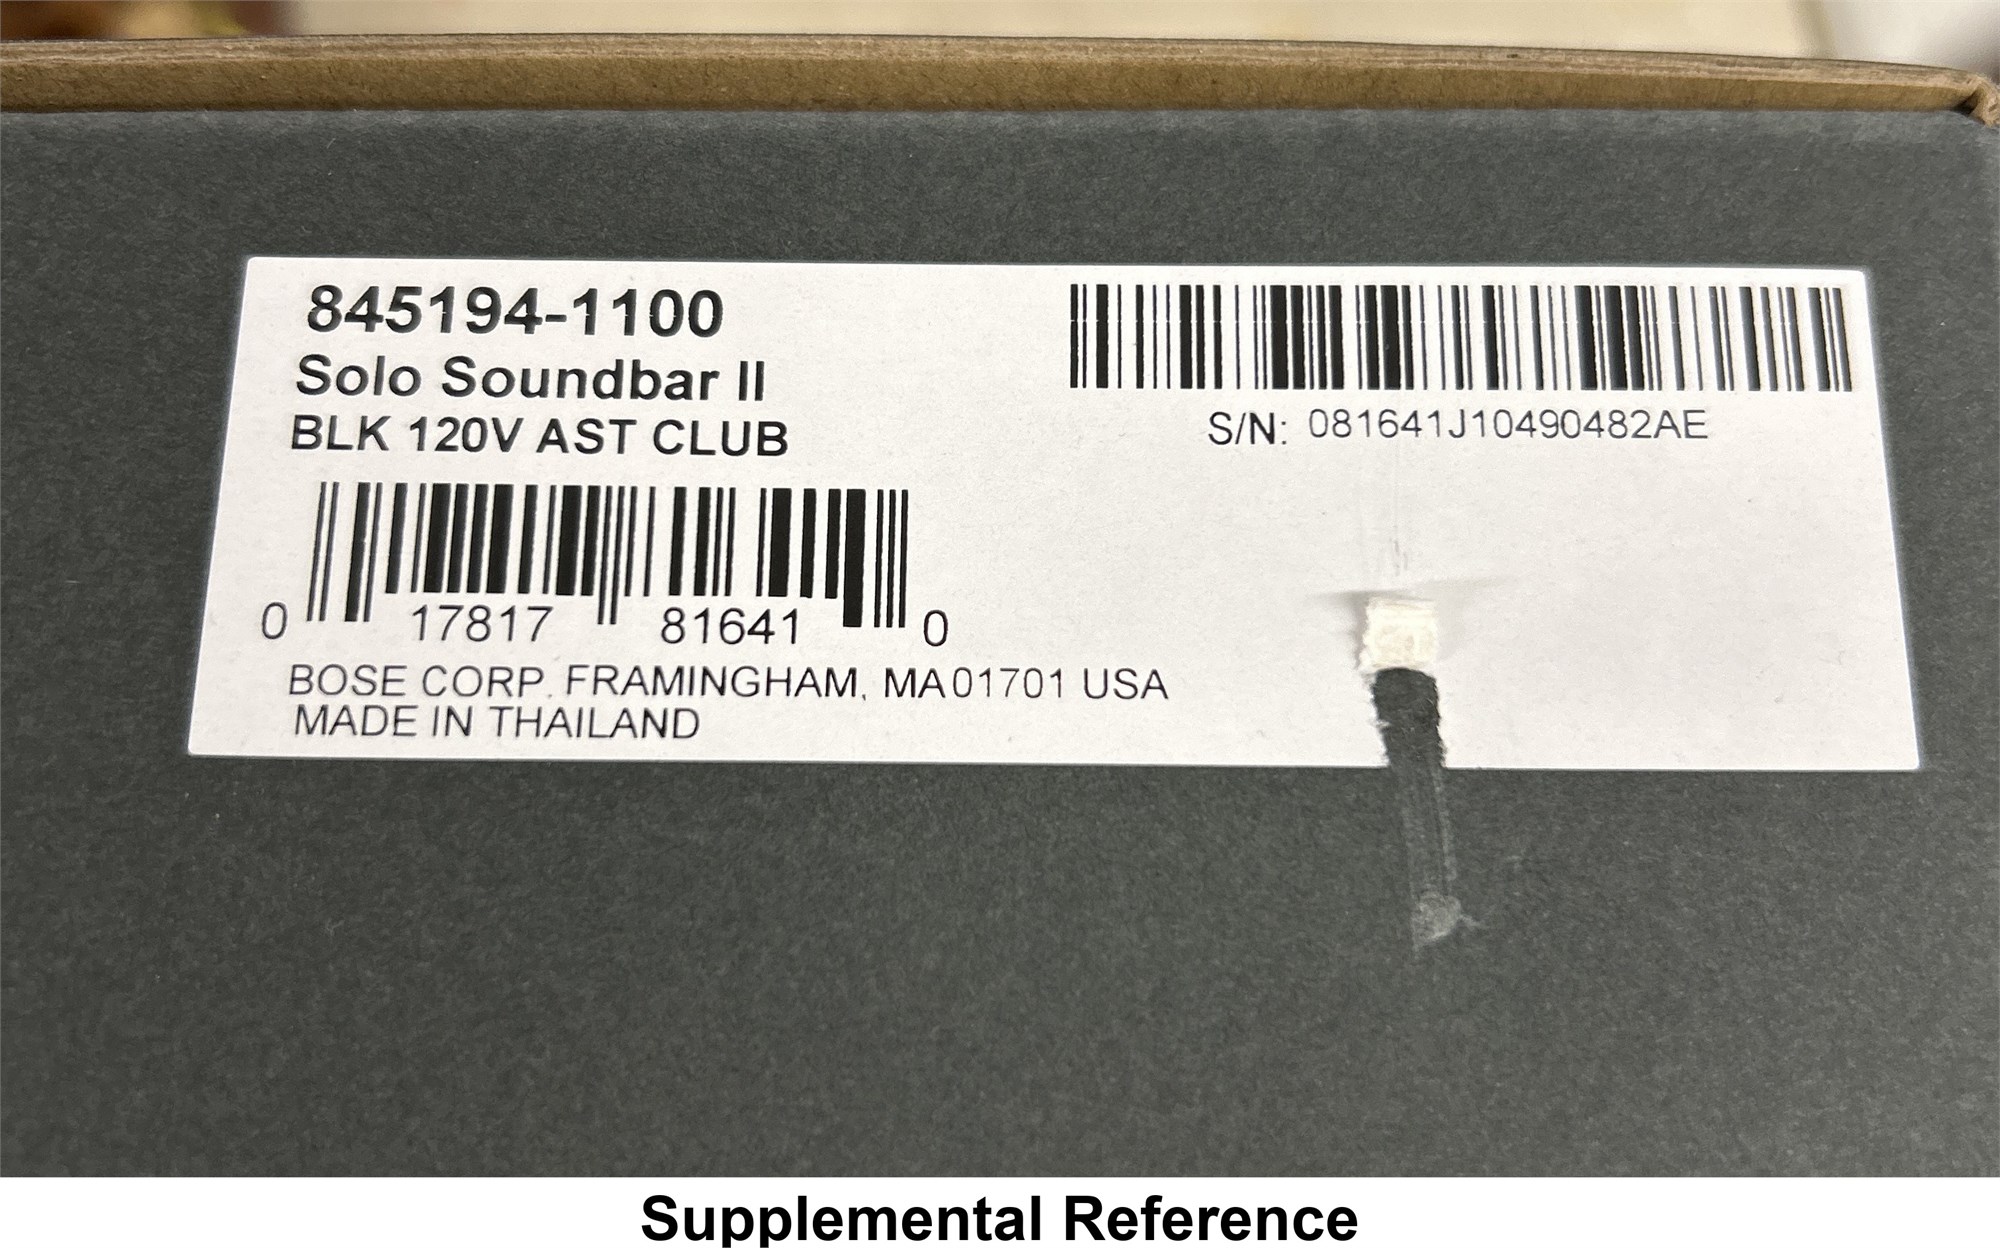 845194-1100
Solo Soundbar II
BLK 120V AST CLUB
0 17817 81641 0
BOSE CORP. FRAMINGHAM, MA 01701 USA
MADE IN THAILAND
S/N: 081641J10490482AE
Supplemental Reference